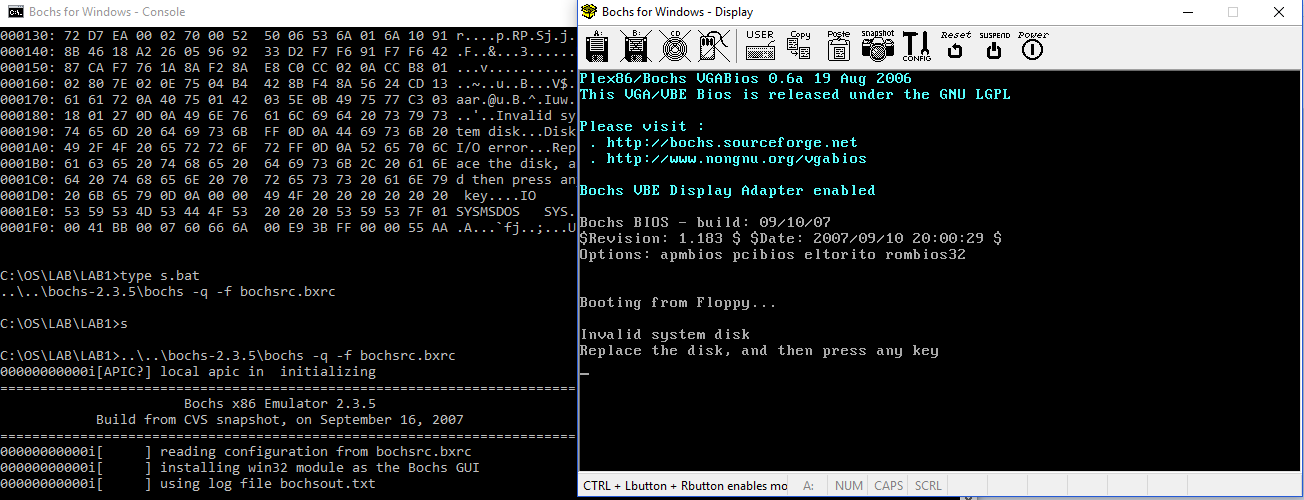 Bochs for Windows - Console
000130: 72 D7 EA 00 02 70 00 52  50 06 53 6A 01 6A 10 91 r....p.RP.Sj.j.
000140: 8B 46 18 A2 26 05 96 92  33 D2 F7 F6 91 F7 F6 42 .F..&...3.......
000150: 87 CA F7 76 1A 8A F2 8A  E8 C0 CC 02 0A CC B8 01 ...v...........
000160: 02 80 7E 02 0E 75 04 B4  42 8B F4 8A 56 24 CD 13 ..~..u..B...V$.
000170: 61 61 72 0A 40 75 01 42  03 5E 0B 49 75 77 C3 03 aar.@u.B.^.Iuw.
000180: 18 01 27 0D 0A 49 6E 76  61 6C 69 64 20 73 79 73 ..'..Invalid sy
000190: 74 65 6D 20 64 69 73 6B  FF 0D 0A 44 69 73 6B 20 tem disk...Disk
0001A0: 49 2F 4F 20 65 72 72 6F  72 FF 0D 0A 52 65 70 6C I/O error...Rep
0001B0: 61 63 65 20 74 68 65 20  64 69 73 6B 2C 20 61 6E ace the disk, a
0001C0: 64 20 74 68 65 6E 20 70  72 65 73 73 20 61 6E 79 d then press an
0001D0: 20 6B 65 79 0D 0A 00 00  49 4F 20 20 20 20 20 20  key....IO
0001E0: 53 59 53 4D 53 44 4F 53  20 20 20 53 59 53 7F 01 SYSMSDOS   SYS.
0001F0: 00 41 BB 00 07 60 66 6A  00 E9 3B FF 00 00 55 AA .A...`fj..;...U
C:\OS\LAB\LAB1>type s.bat
..\..\bochs-2.3.5\bochs -q -f bochsrc.bxrc
C:\OS\LAB\LAB1>s
C:\OS\LAB\LAB1>..\..\bochs-2.3.5\bochs -q -f bochsrc.bxrc
00000000000i[APIC?] local apic in  initializing
========================================================================
Bochs x86 Emulator 2.3.5
Build from CVS snapshot, on September 16, 2007
========================================================================
00000000000i[     ] reading configuration from bochsrc.bxrc
00000000000i[     ] installing win32 module as the Bochs GUI
00000000000i[     ] using log file bochsout.txt
Bochs for Windows - Display
A: B: CD USER Copy Paste snapshot CONFIG Reset SUSPEND Power
Plex86/Bochs VGABios 0.6a 19 Aug 2006
This VGA/VBE Bios is released under the GNU LGPL
Please visit :
. http://bochs.sourceforge.net
. http://www.nongnu.org/vgabios
Bochs VBE Display Adapter enabled
Bochs BIOS - build: 09/10/07
$Revision: 1.183 $ $Date: 2007/09/10 20:00:29 $
Options: apmbios pcibios eltorito rombios32
Booting from Floppy...
Invalid system disk
Replace the disk, and then press any key
_
CTRL + Lbutton + Rbutton enables mo A: NUM CAPS SCRL